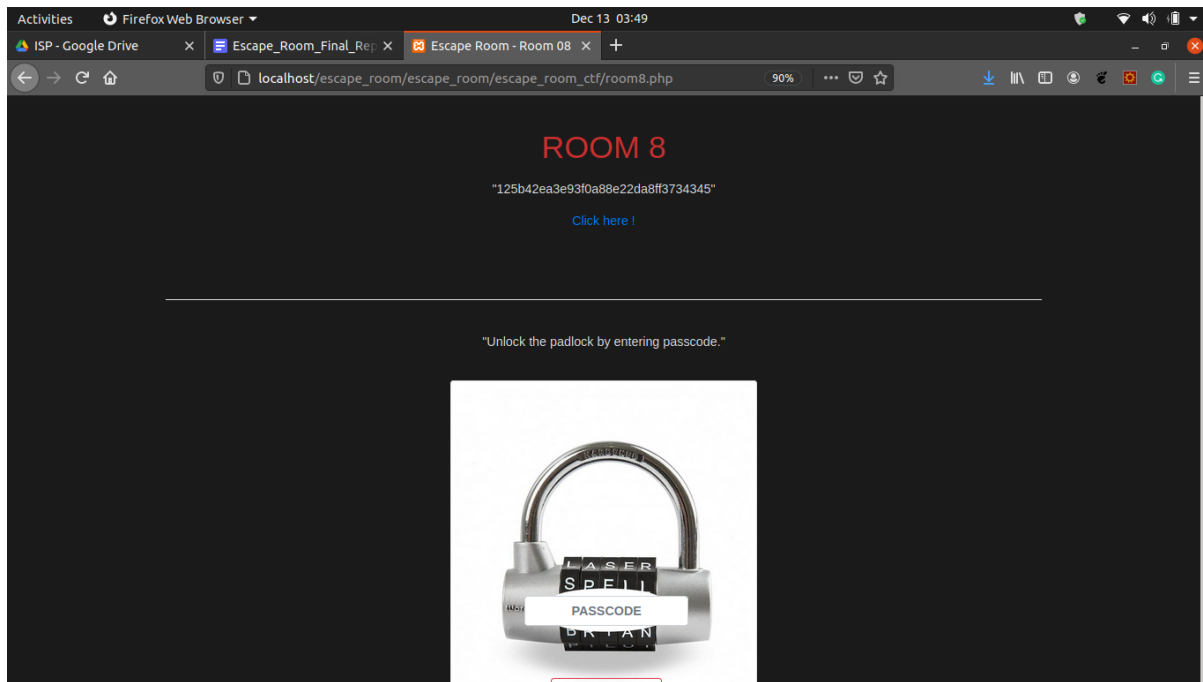 Activities Firefox Web Browser Dec 13 03:49
ISP - Google Drive Escape_Room_Final_Rep Escape Room - Room 08
localhost/escape_room/escape_room/escape_room_ctf/room8.php 90%
ROOM 8
"125b42ea3e93f0a88e22da8ff3734345"
Click here !
"Unlock the padlock by entering passcode."
LASER
SPELL
PASSCODE
BRIAN